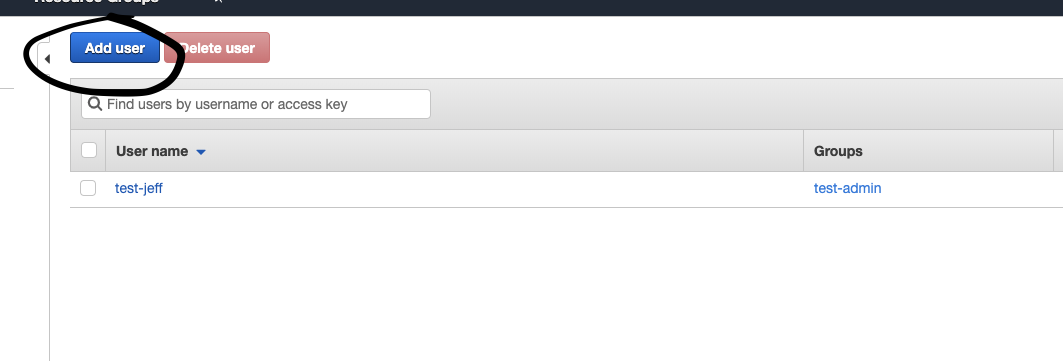 Resource Groups
Add user Delete user
Find users by username or access key
User name Groups
test-jeff test-admin